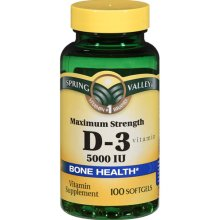 SPRING VALLEY
Maximum Strength
D-3 vitamin
5000 IU
BONE HEALTH*
Vitamin
Supplement
100 SOFTGELS